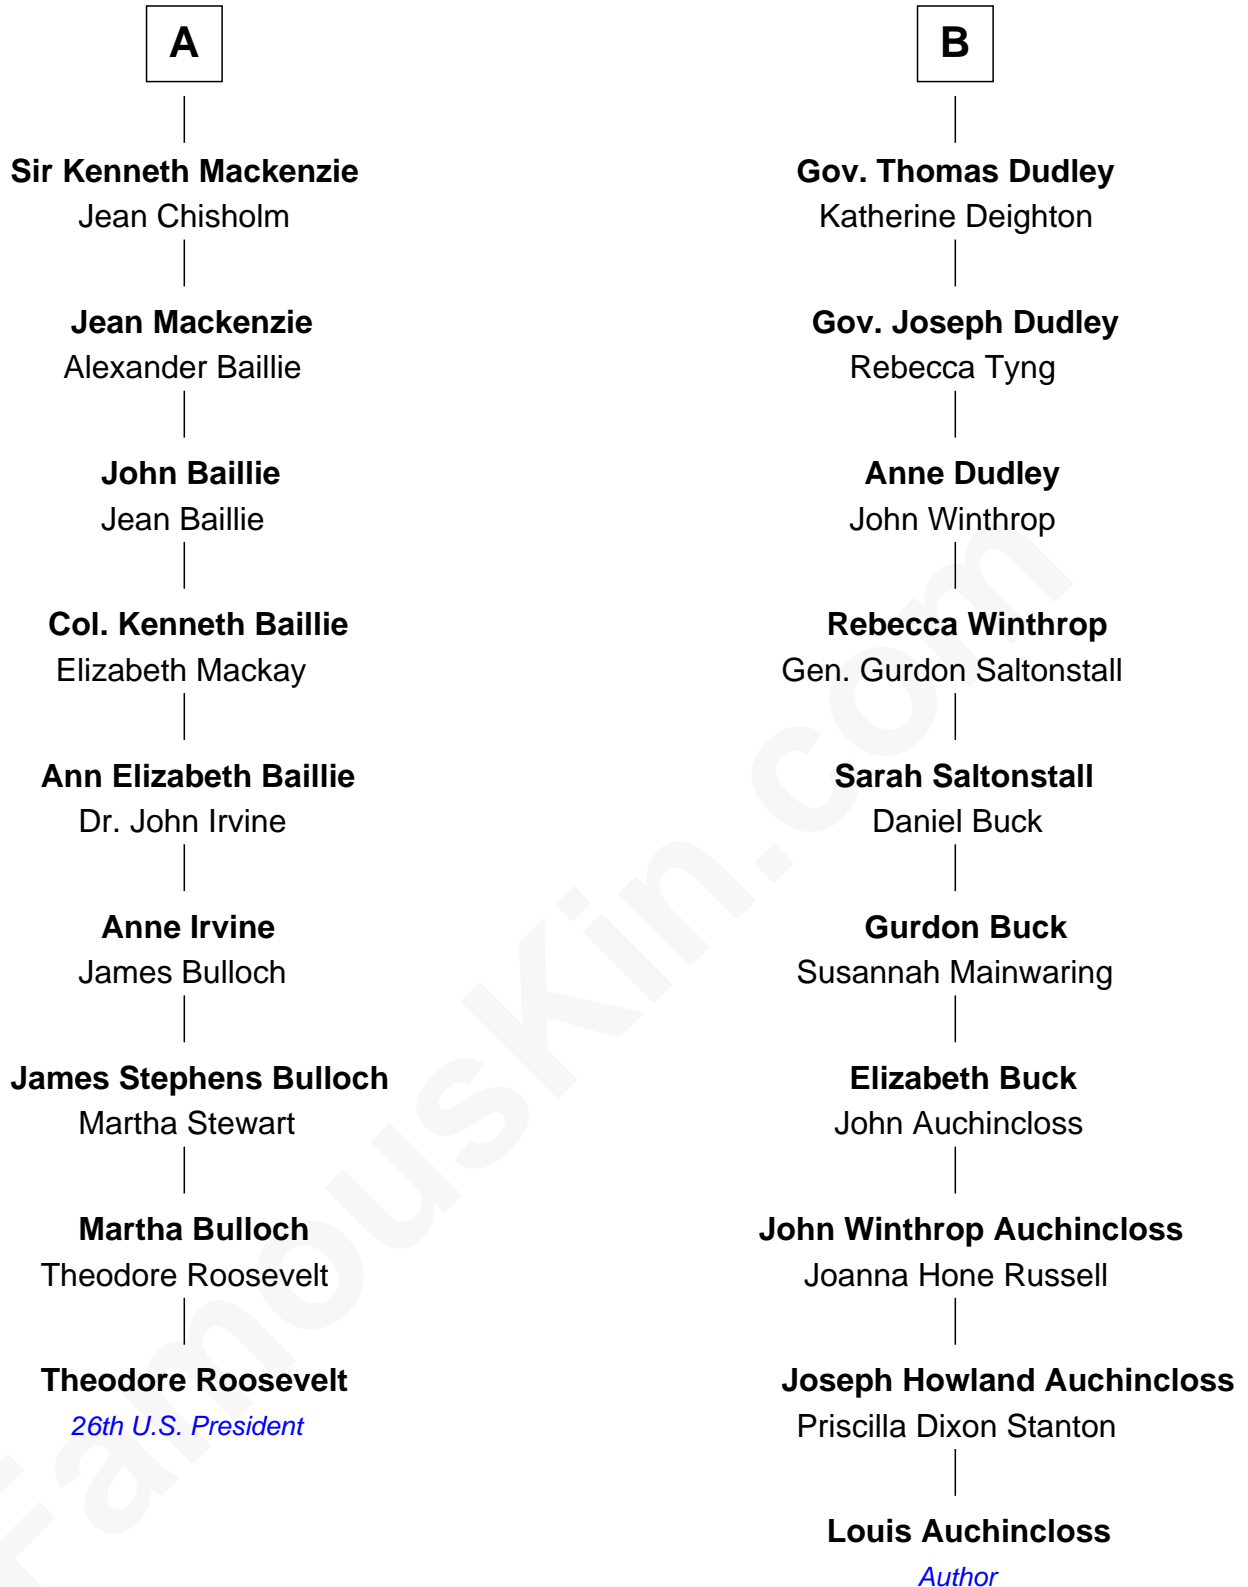 A
Sir Kenneth Mackenzie
Jean Chisholm
Jean Mackenzie
Alexander Baillie
John Baillie
Jean Baillie
Col. Kenneth Baillie
Elizabeth Mackay
Ann Elizabeth Baillie
Dr. John Irvine
Anne Irvine
James Bulloch
James Stephens Bulloch
Martha Stewart
Martha Bulloch
Theodore Roosevelt
Theodore Roosevelt
26th U.S. President
B
Gov. Thomas Dudley
Katherine Deighton
Gov. Joseph Dudley
Rebecca Tyng
Anne Dudley
John Winthrop
Rebecca Winthrop
Gen. Gurdon Saltonstall
Sarah Saltonstall
Daniel Buck
Gurdon Buck
Susannah Mainwaring
Elizabeth Buck
John Auchincloss
John Winthrop Auchincloss
Joanna Hone Russell
Joseph Howland Auchincloss
Priscilla Dixon Stanton
Louis Auchincloss
Author
FamousKin.com